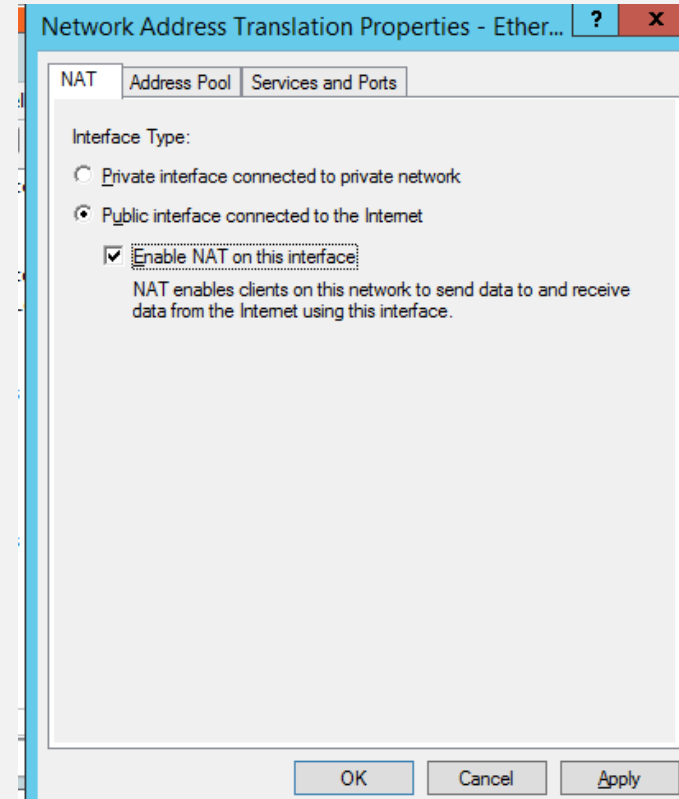 Network Address Translation Properties - Ether...
?
x
NAT
Address Pool
Services and Ports
Interface Type:
Private interface connected to private network
Public interface connected to the Internet
Enable NAT on this interface
NAT enables clients on this network to send data to and receive
data from the Internet using this interface.
OK
Cancel
Apply